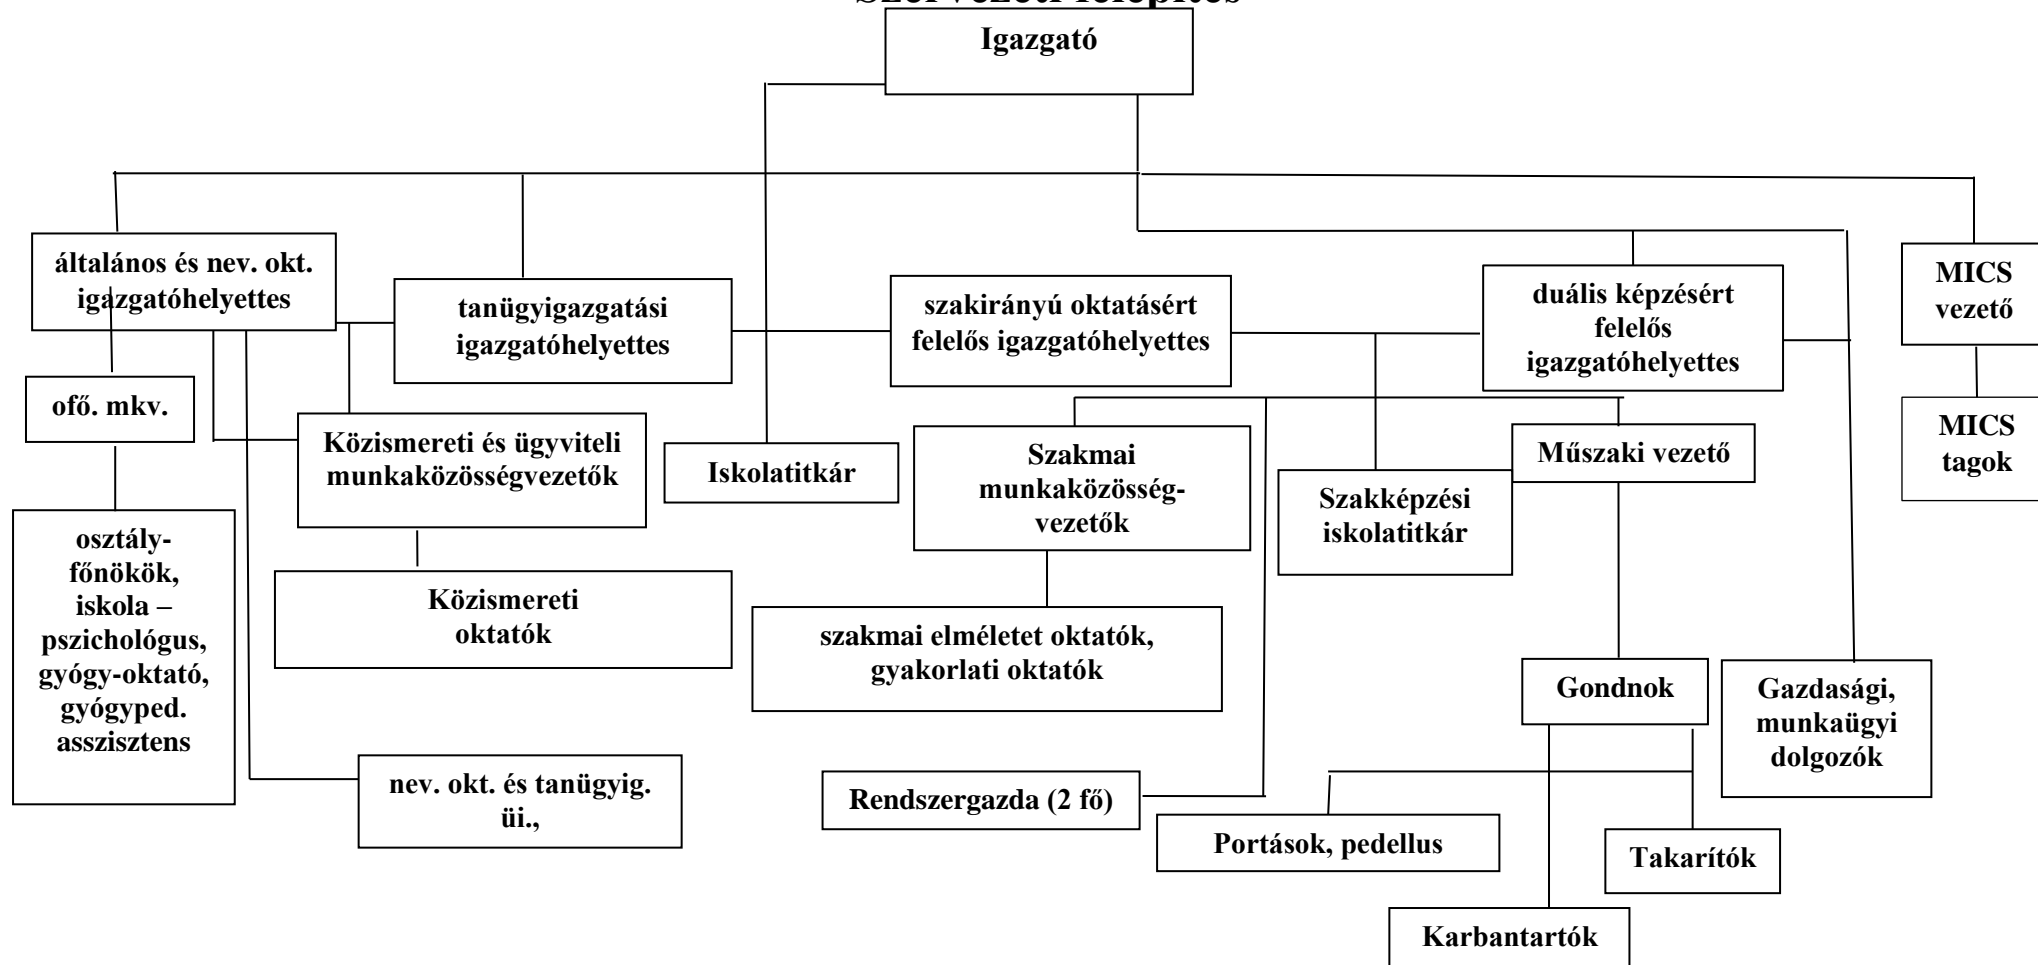 Szervezeti felépítés
Igazgató
általános és nev. okt.
igazgatóhelyettes
tanügyigazgatási
igazgatóhelyettes
szakirányú oktatásért
felelős igazgatóhelyettes
duális képzésért
felelős
igazgatóhelyettes
MICS
vezető
ofő. mkv.
Közismereti és ügyviteli
munkaközösségvezetők
Iskolatitkár
Szakmai
munkaközösség-
vezetők
Szakképzési
iskolatitkár
Műszaki vezető
MICS
tagok
osztály-
főnökök,
iskola –
pszichológus,
gyógy-oktató,
gyógyped.
asszisztens
Közismereti
oktatók
szakmai elméletet oktatók,
gyakorlati oktatók
Gondnok
Gazdasági,
munkaügyi
dolgozók
nev. okt. és tanügyig.
üi.,
Rendszergazda (2 fő)
Portások, pedellus
Takarítók
Karbantartók